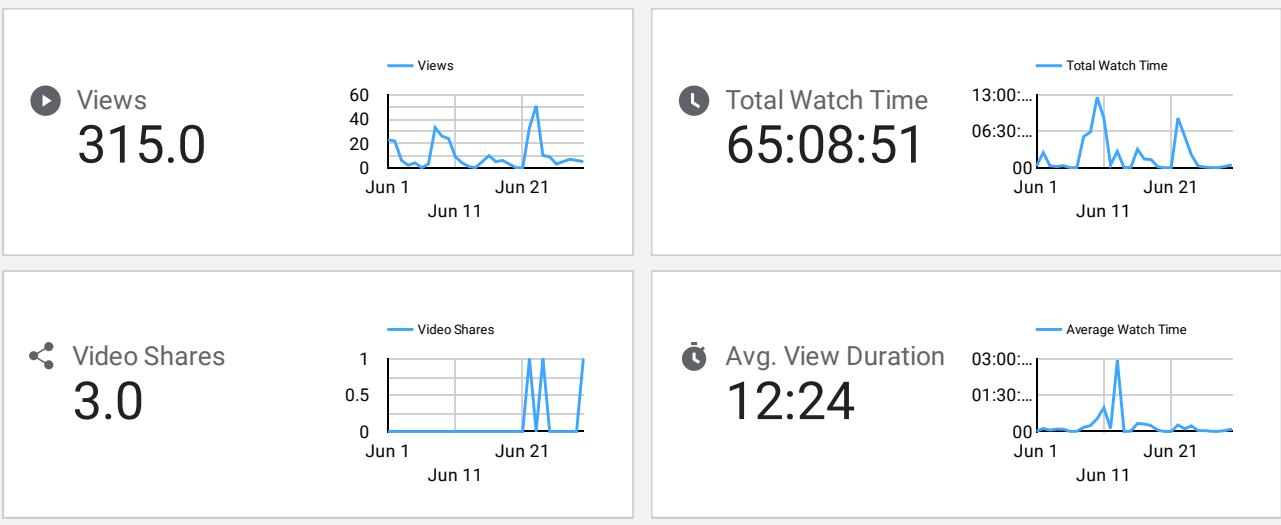 Views
315.0
Views
60
40
20
20
0
Jun 1
Jun 21
Jun 11
Total Watch Time
65:08:51
Total Watch Time
13:00:...
06:30:...
00
Jun 1
Jun 21
Jun 11
Video Shares
3.0
Video Shares
1
0.5
0
Jun 1
Jun 21
Jun 11
Avg. View Duration
12:24
Average Watch Time
03:00:...
01:30:...
00
Jun 1
Jun 21
Jun 11